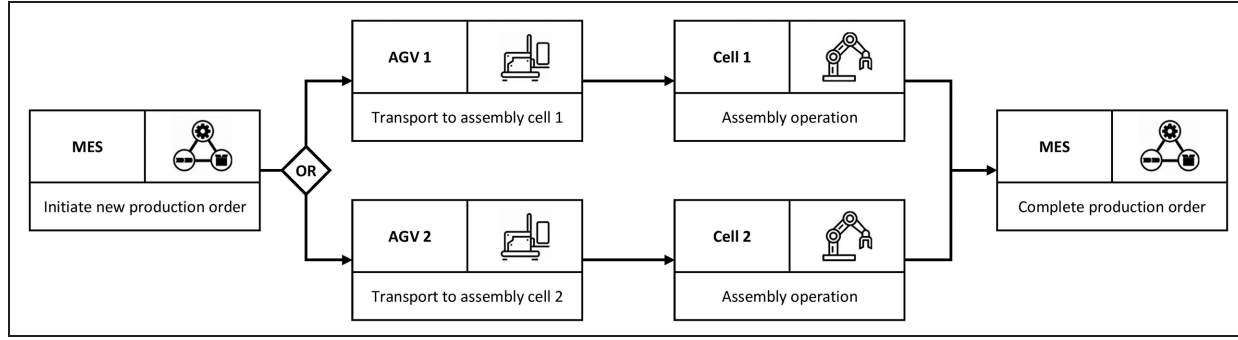 MES
Initiate new production order
OR
AGV 1
Transport to assembly cell 1
Cell 1
Assembly operation
AGV 2
Transport to assembly cell 2
Cell 2
Assembly operation
MES
Complete production order